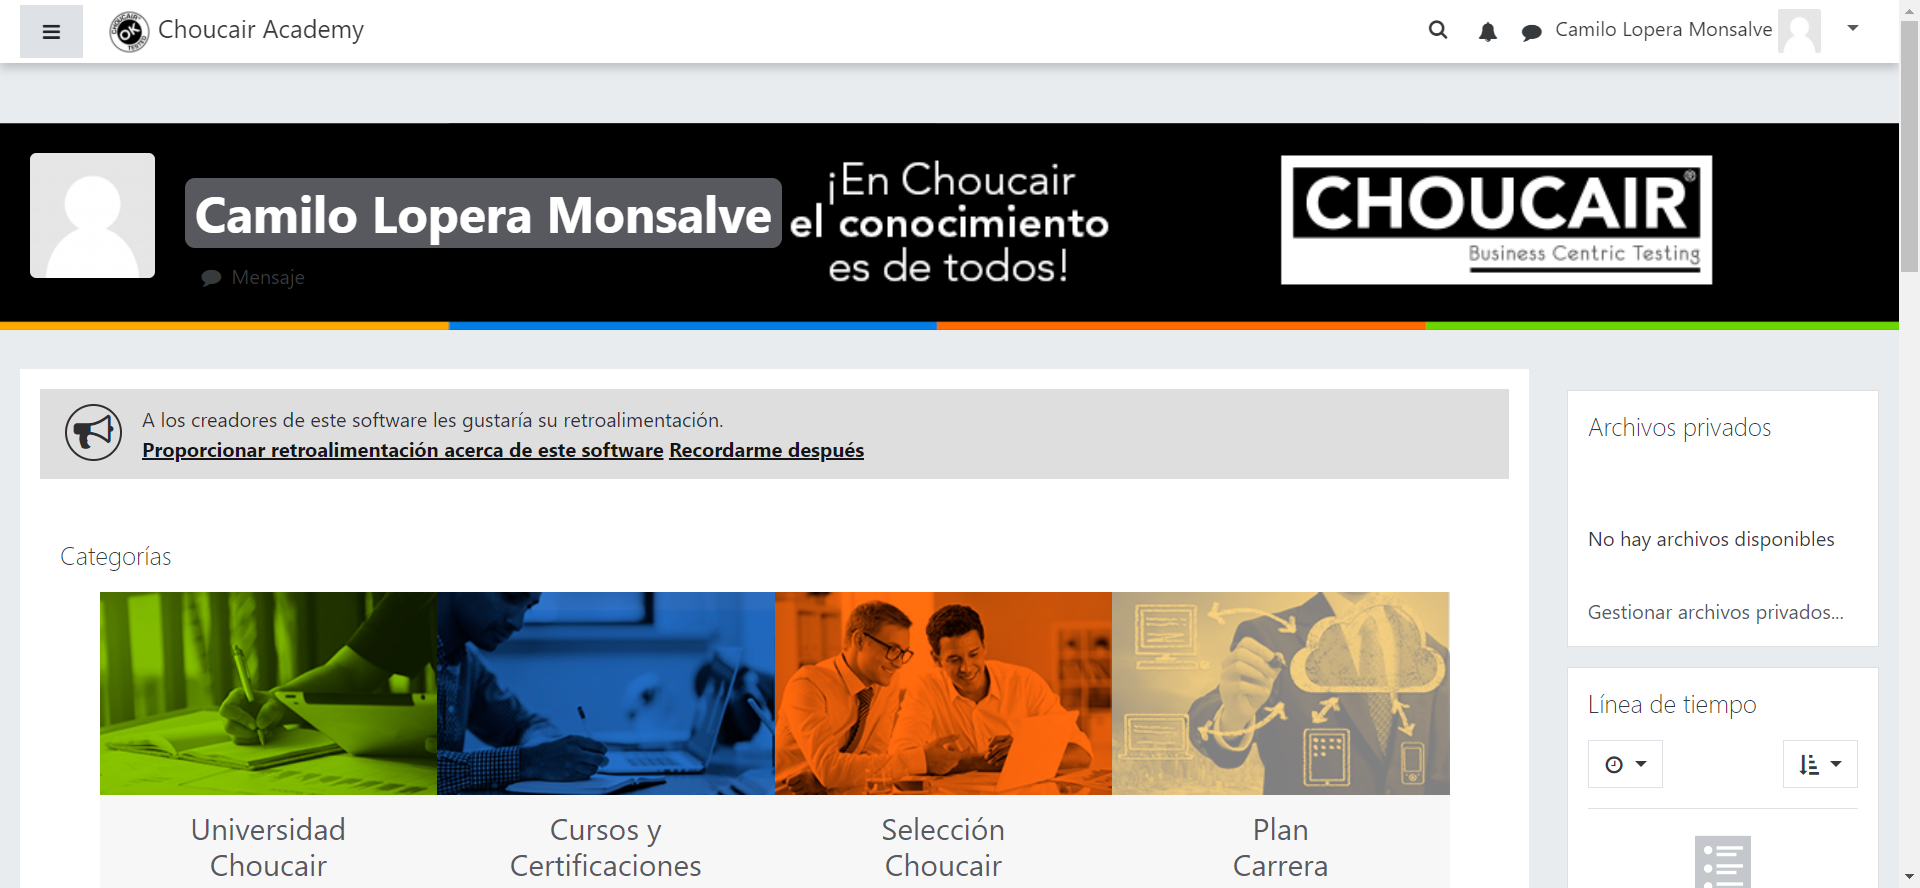 Choucair Academy
Camilo Lopera Monsalve
Camilo Lopera Monsalve
Mensaje
¡En Choucair
el conocimiento
es de todos!
CHOUCAIR®
Business Centric Testing
A los creadores de este software les gustaría su retroalimentación.
Proporcionar retroalimentación acerca de este software Recordarme después
Categorías
Universidad
Choucair
Cursos y
Certificaciones
Selección
Choucair
Plan
Carrera
Archivos privados
No hay archivos disponibles
Gestionar archivos privados...
Línea de tiempo